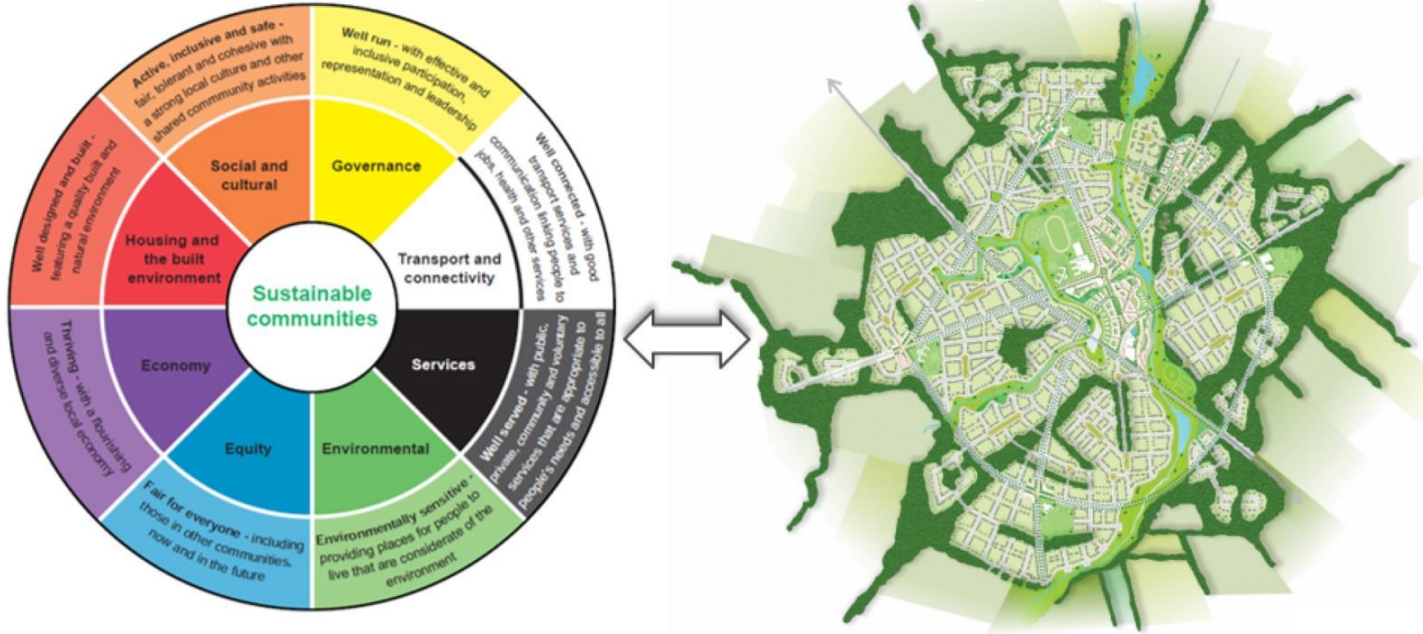 Active, inclusive and safe -
fair, tolerant and cohesive with
a strong local culture and other
shared commmunity activities
Well run - with effective and
inclusive participation,
representation and leadership
Well connected - with good
transport services and
communication linking people to
jobs, health and other services
Well served - with public,
private, community and voluntary
services that are appropriate to
people's needs and accessible to all
Environmentally sensitive -
providing places for people to
live that are considerate of the
environment
Fair for everyone - including
those in other communities,
now and in the future
Thriving - with a flourishing
and diverse local economy
Well designed and built -
featuring a quality built and
natural environment
Social and
cultural
Governance
Transport and
connectivity
Services
Environmental
Equity
Economy
Housing and
the built
environment
Sustainable
communities